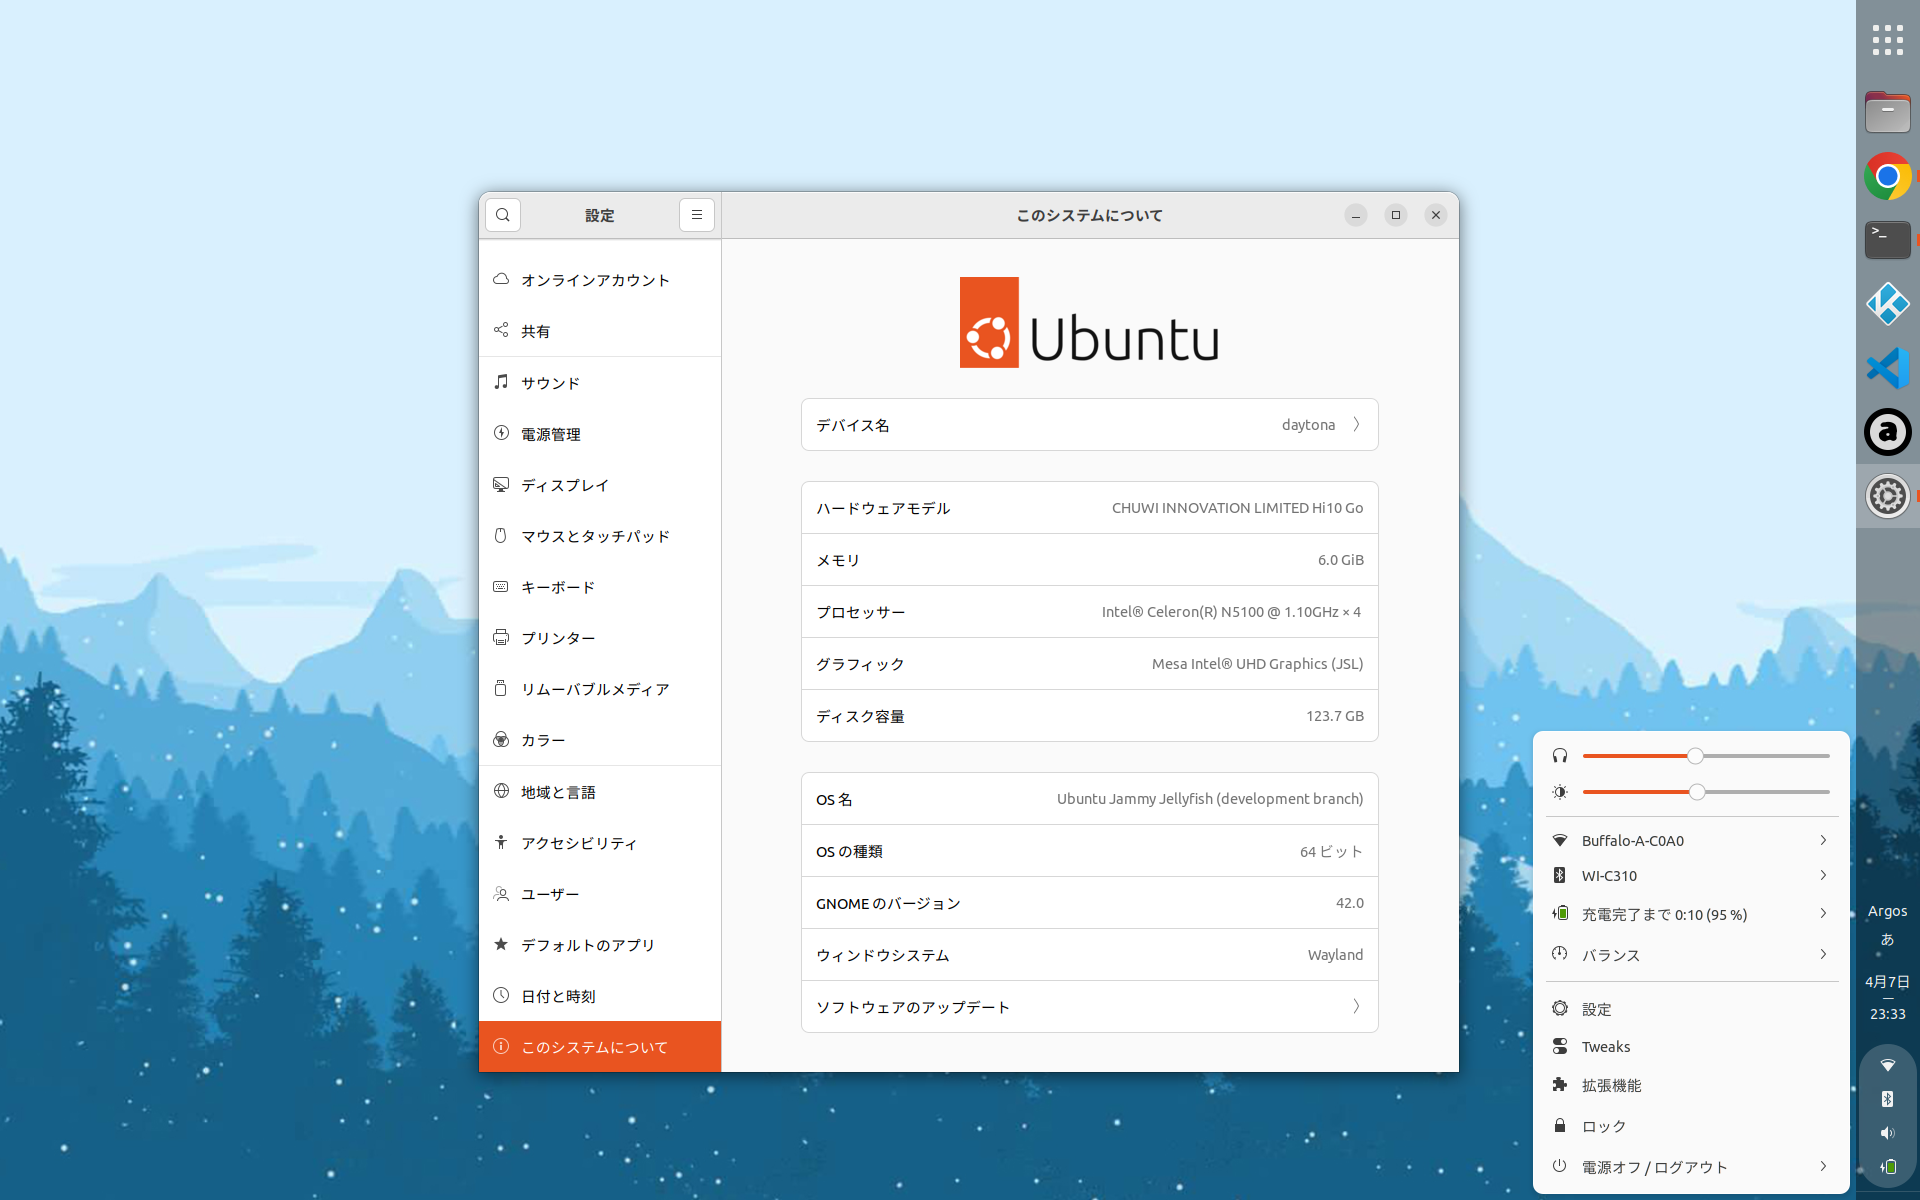 設定
このシステムについて
オンラインアカウント
共有
サウンド
電源管理
ディスプレイ
マウスとタッチパッド
キーボード
プリンター
リムーバブルメディア
カラー
地域と言語
アクセシビリティ
ユーザー
デフォルトのアプリ
日付と時刻
このシステムについて
Ubuntu
デバイス名 daytona
ハードウェアモデル CHUWI INNOVATION LIMITED Hi10 Go
メモリ 6.0 GiB
プロセッサー Intel® Celeron(R) N5100 @ 1.10GHz × 4
グラフィック Mesa Intel® UHD Graphics (JSL)
ディスク容量 123.7 GB
OS 名 Ubuntu Jammy Jellyfish (development branch)
OS の種類 64 ビット
GNOME のバージョン 42.0
ウィンドウシステム Wayland
ソフトウェアのアップデート
Buffalo-A-C0A0
WI-C310
充電完了まで 0:10 (95 %)
バランス
設定
Tweaks
拡張機能
ロック
電源オフ / ログアウト
>_
a
Argos
あ
4月7日
23:33